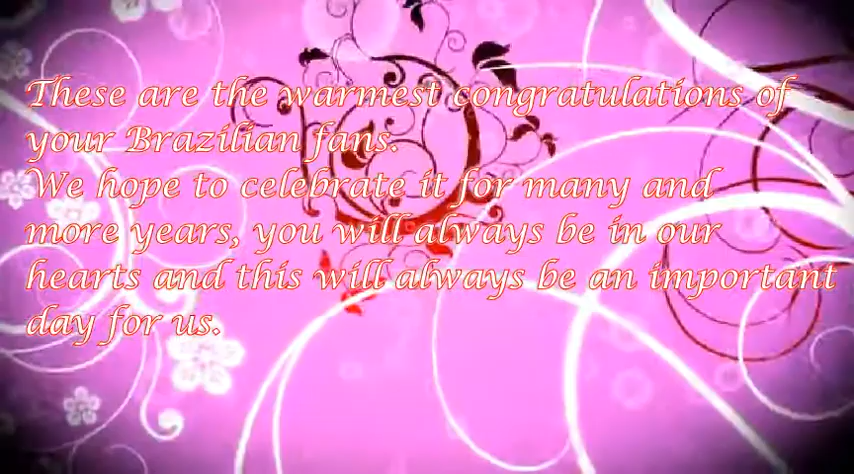 These are the warmest congratulations of
your Brazilian fans.
We hope to celebrate it for many and
more years, you will always be in our
hearts and this will always be an important
day for us.